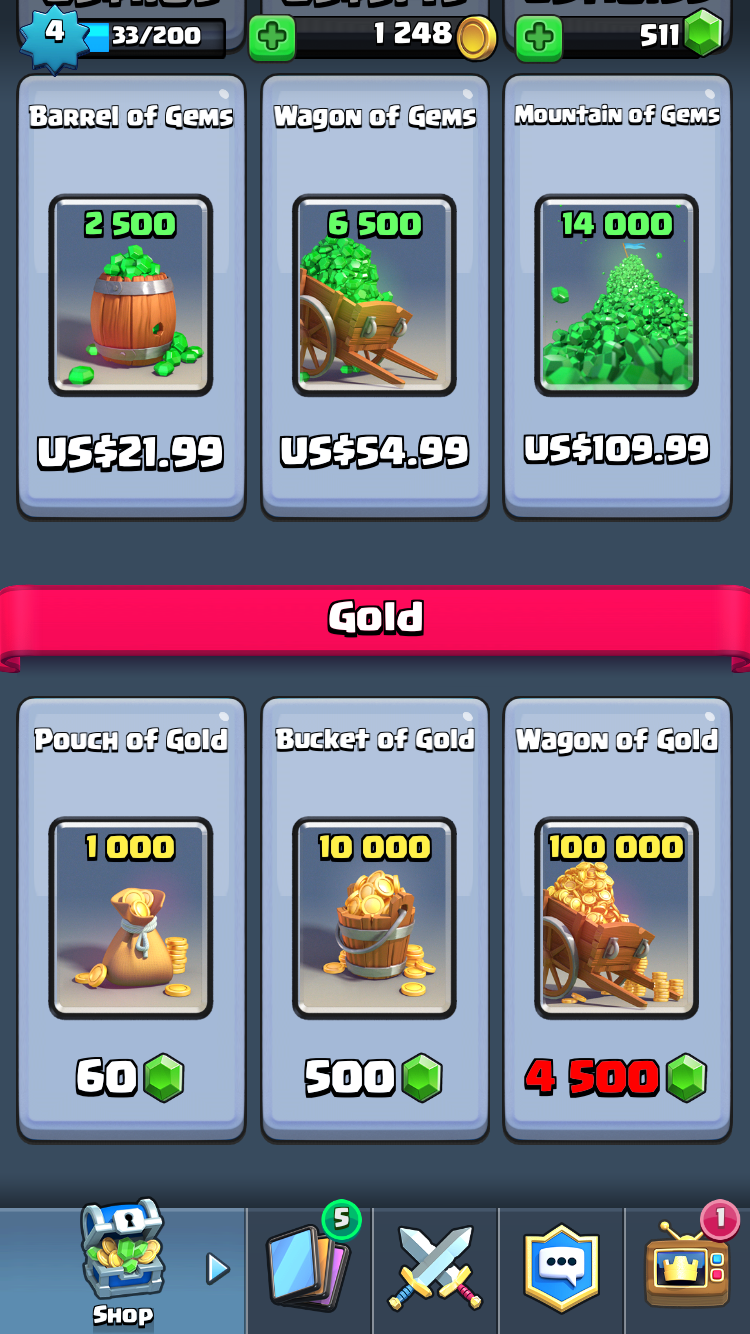 4
33/200
1 248
511
Barrel of Gems
Wagon of Gems
Mountain of Gems
2 500
6 500
14 000
US$21.99
US$54.99
US$109.99
Gold
Pouch of Gold
Bucket of Gold
Wagon of Gold
1 000
10 000
100 000
60
500
4 500
5
1
Shop